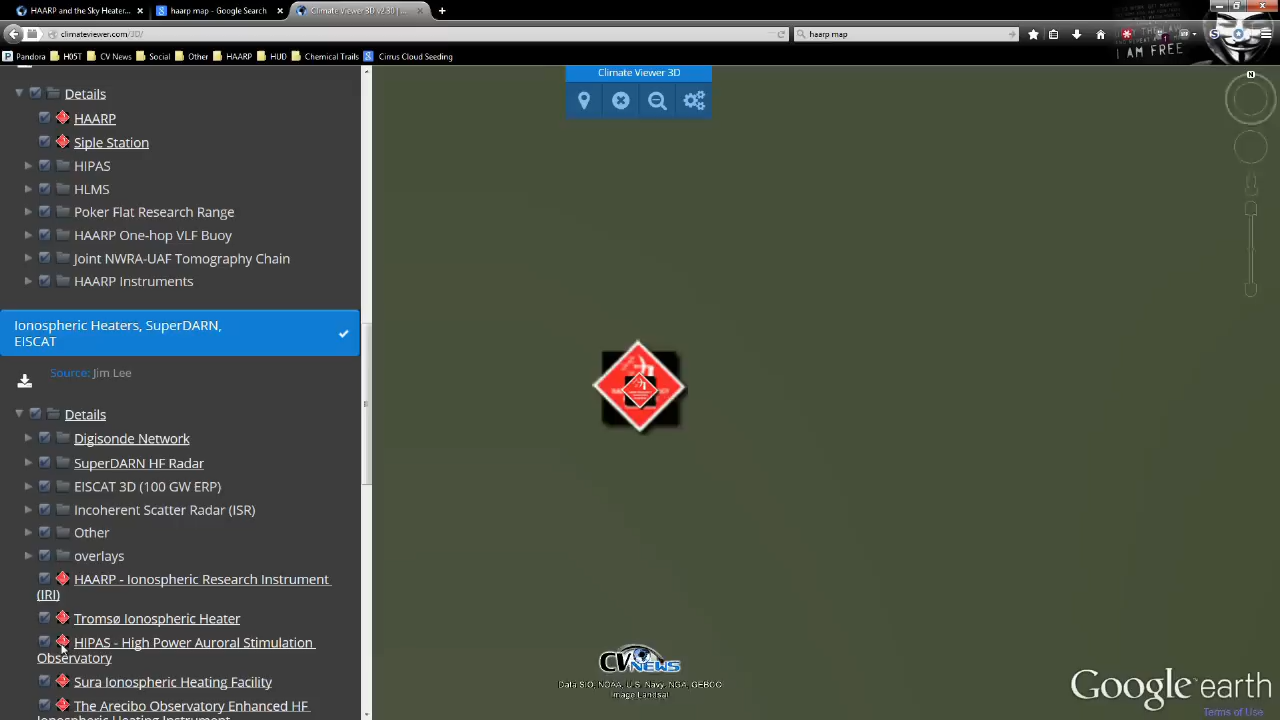 HAARP and the Sky Heater...
haarp map - Google Search
Climate Viewer 3D v2.30 |...
climateviewer.com/3D/
haarp map
I AM FREE
Pandora
H05T
CV News
Social
Other
HAARP
HUD
Chemical Trails
Cirrus Cloud Seeding
Climate Viewer 3D
N
Details
HAARP
Siple Station
HIPAS
HLMS
Poker Flat Research Range
HAARP One-hop VLF Buoy
Joint NWRA-UAF Tomography Chain
HAARP Instruments
Ionospheric Heaters, SuperDARN,
EISCAT
Source: Jim Lee
Details
Digisonde Network
SuperDARN HF Radar
EISCAT 3D (100 GW ERP)
Incoherent Scatter Radar (ISR)
Other
overlays
HAARP - Ionospheric Research Instrument
(IRI)
Tromsø Ionospheric Heater
HIPAS - High Power Auroral Stimulation
Observatory
Sura Ionospheric Heating Facility
The Arecibo Observatory Enhanced HF
Ionospheric Heating Instrument
CV NEWS
Data SIO, NOAA, U.S. Navy, NGA, GEBCO
Image Landsat
Google earth
Terms of Use